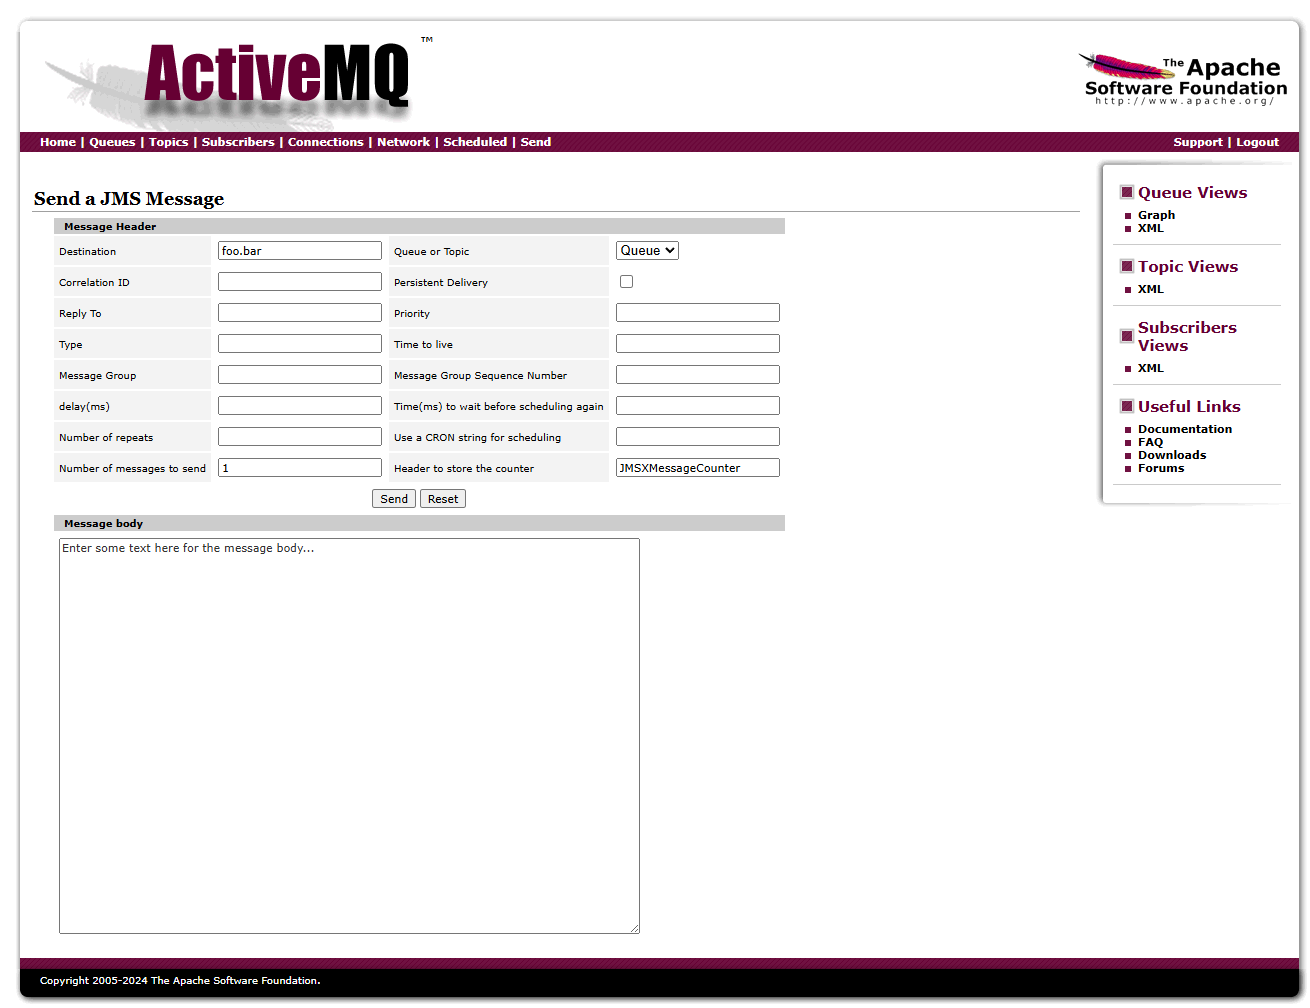 ActiveMQ ™
The Apache
Software Foundation
http://www.apache.org/
Home | Queues | Topics | Subscribers | Connections | Network | Scheduled | Send
Support | Logout
Send a JMS Message
Message Header
Destination foo.bar Queue or Topic Queue
Correlation ID Persistent Delivery
Reply To Priority
Type Time to live
Message Group Message Group Sequence Number
delay(ms) Time(ms) to wait before scheduling again
Number of repeats Use a CRON string for scheduling
Number of messages to send 1 Header to store the counter JMSXMessageCounter
Send Reset
Message body
Enter some text here for the message body...
Queue Views
Graph
XML
Topic Views
XML
Subscribers
Views
XML
Useful Links
Documentation
FAQ
Downloads
Forums
Copyright 2005-2024 The Apache Software Foundation.